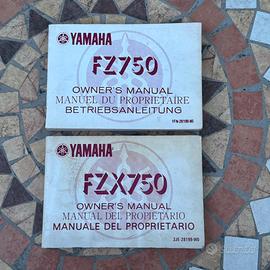 YAMAHA
FZ750
OWNER'S MANUAL
MANUEL DU PROPRIETAIRE
BETRIEBSANLEITUNG
YAMAHA
FZX750
OWNER'S MANUAL
MANUAL DEL PROPIETARIO
MANUALE DEL PROPRIETARIO